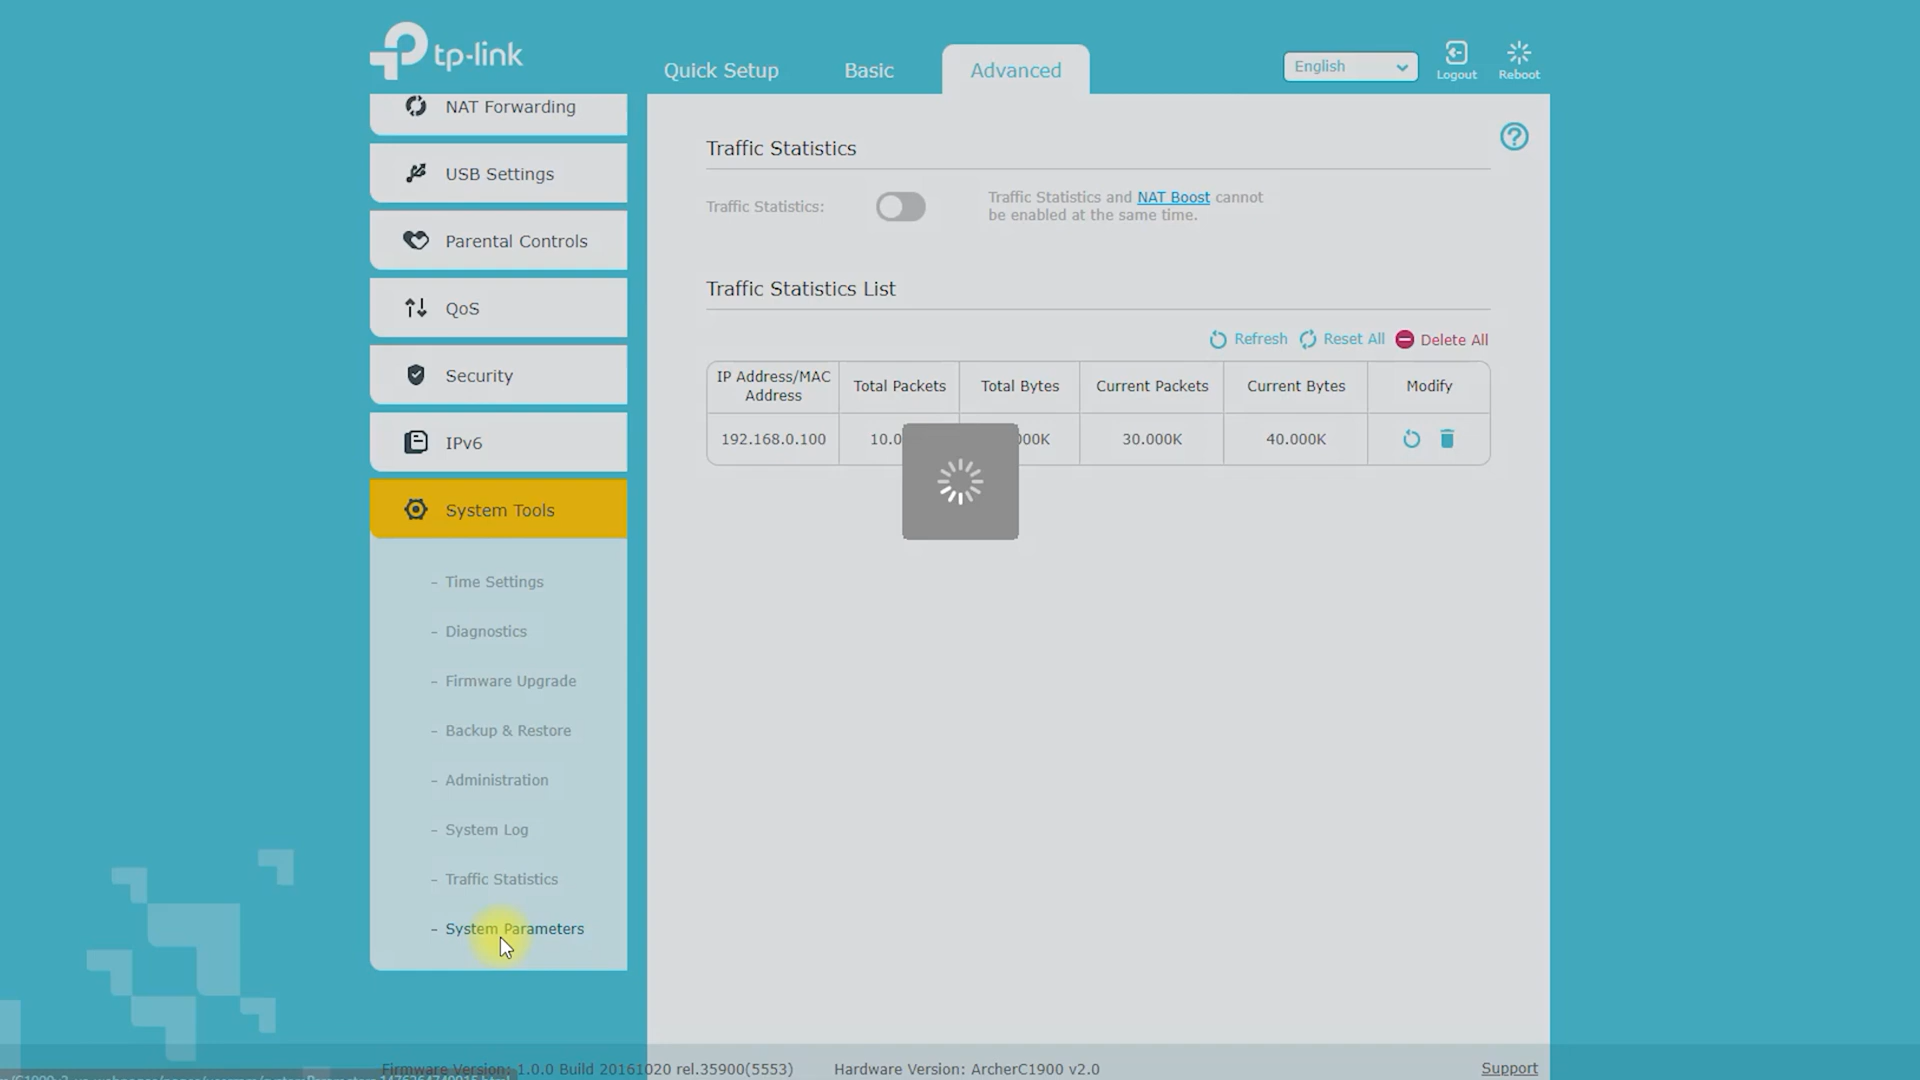 tp-link
Quick Setup
Basic
Advanced
English
Logout
Reboot
NAT Forwarding
USB Settings
Parental Controls
QoS
Security
IPv6
System Tools
- Time Settings
- Diagnostics
- Firmware Upgrade
- Backup & Restore
- Administration
- System Log
- Traffic Statistics
- System Parameters
Traffic Statistics
Traffic Statistics:
Traffic Statistics and NAT Boost cannot
be enabled at the same time.
Traffic Statistics List
Refresh
Reset All
Delete All
IP Address/MAC
Address
Total Packets
Total Bytes
Current Packets
Current Bytes
Modify
192.168.0.100
10.0
00K
30.000K
40.000K
Firmware Version: 1.0.0 Build 20161020 rel.35900(5553)
Hardware Version: ArcherC1900 v2.0
Support